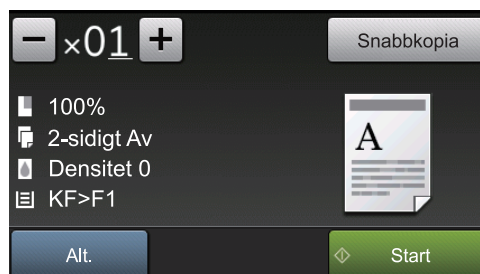 − ×01 + Snabbkopia
100%
2-sidigt Av
A
Densitet 0
KF>F1
Alt. Start